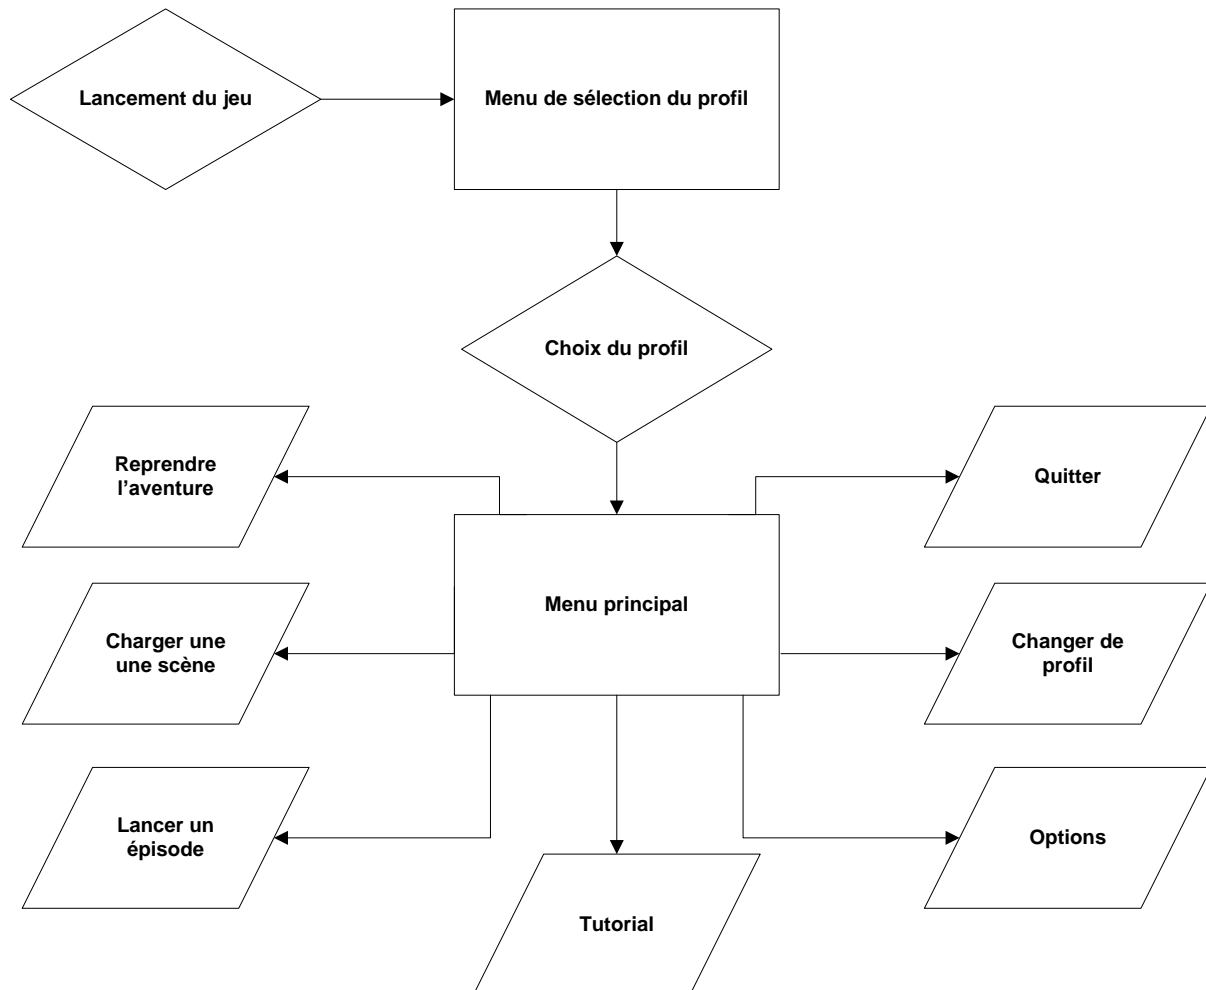 Lancement du jeu
Menu de sélection du profil
Choix du profil
Reprendre
l’aventure
Quitter
Menu principal
Charger une
une scène
Changer de
profil
Lancer un
épisode
Options
Tutorial